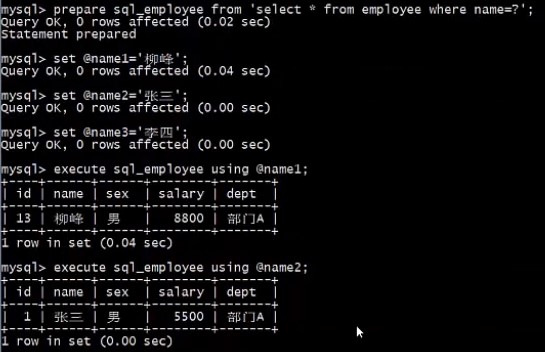 mysql> prepare sql_employee from 'select * from employee where name=?';
Query OK, 0 rows affected (0.02 sec)
Statement prepared
mysql> set @name1='柳峰';
Query OK, 0 rows affected (0.04 sec)
mysql> set @name2='张三';
Query OK, 0 rows affected (0.00 sec)
mysql> set @name3='李四';
Query OK, 0 rows affected (0.00 sec)
mysql> execute sql_employee using @name1;
+----+------+-----+--------+-------+
| id | name | sex | salary | dept |
+----+------+-----+--------+-------+
| 13 | 柳峰 | 男 | 8800 | 部门A |
+----+------+-----+--------+-------+
1 row in set (0.04 sec)
mysql> execute sql_employee using @name2;
+----+------+-----+--------+-------+
| id | name | sex | salary | dept |
+----+------+-----+--------+-------+
| 1 | 张三 | 男 | 5500 | 部门A |
+----+------+-----+--------+-------+
1 row in set (0.00 sec)